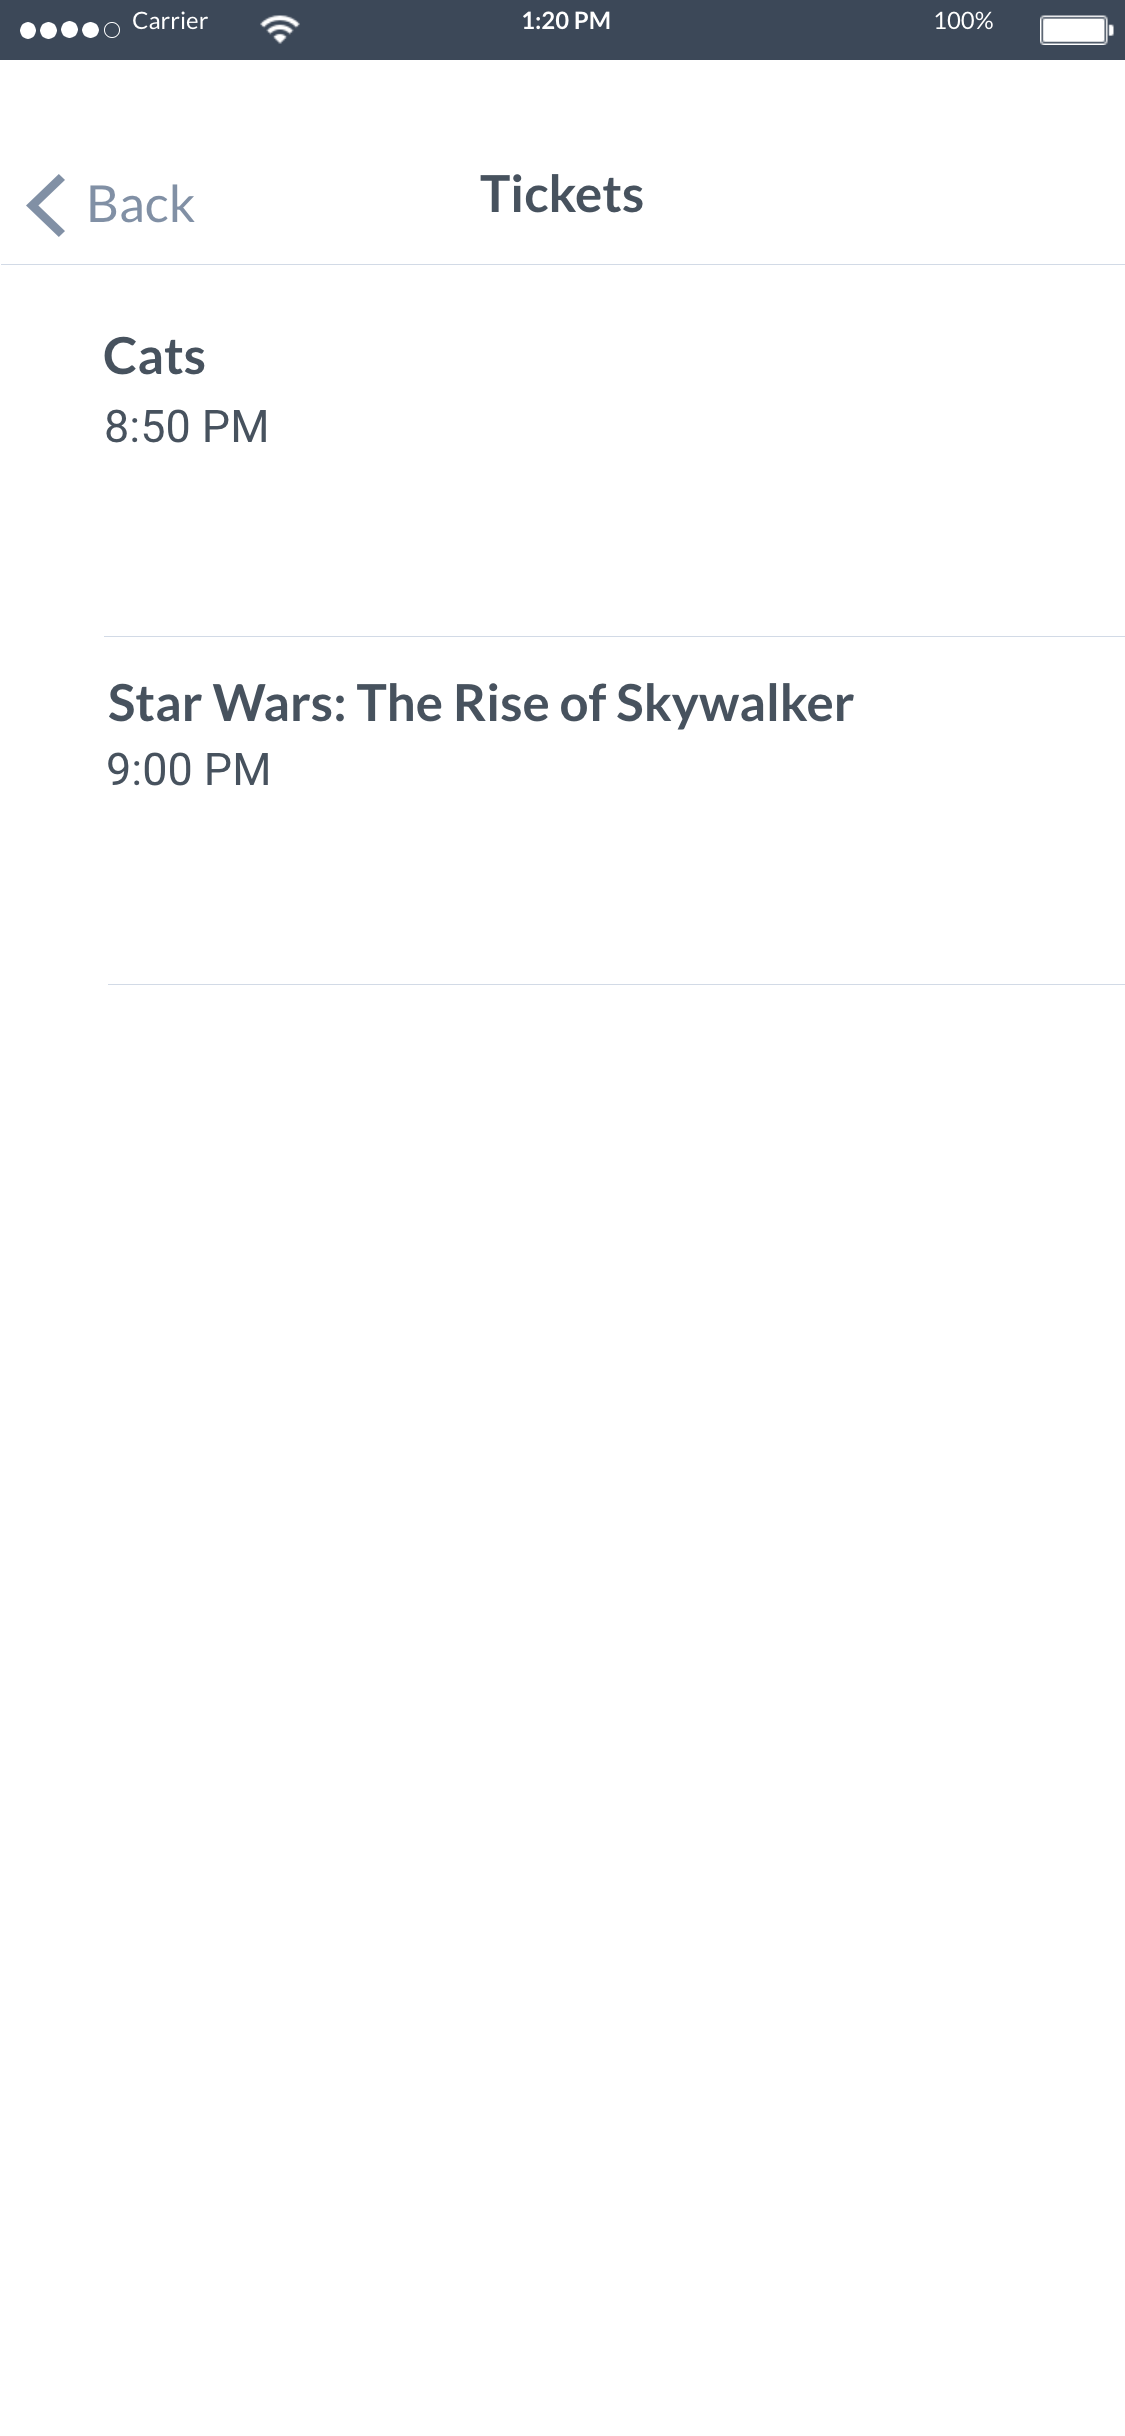 Carrier 1:20 PM 100%
Back Tickets
Cats
8:50 PM
Star Wars: The Rise of Skywalker
9:00 PM